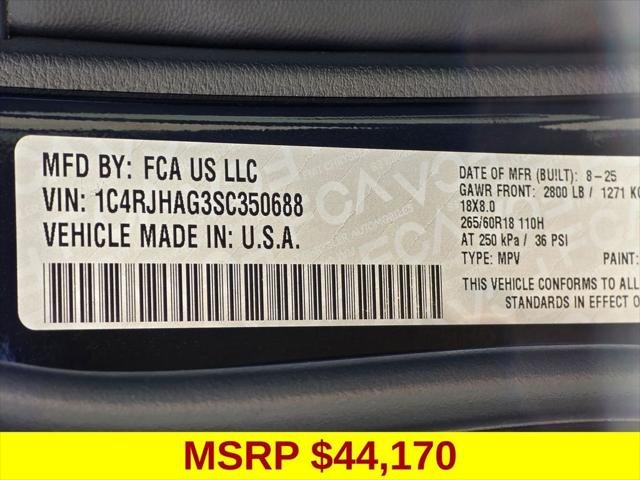 MFD BY: FCA US LLC
VIN: 1C4RJHAG3SC350688
VEHICLE MADE IN: U.S.A.
DATE OF MFR (BUILT): 8-25
GAWR FRONT: 2800 LB / 1271 KG
18X8.0
265/60R18 110H
AT 250 kPa / 36 PSI
TYPE: MPV PAINT:
THIS VEHICLE CONFORMS TO ALL
STANDARDS IN EFFECT O
MSRP $44,170